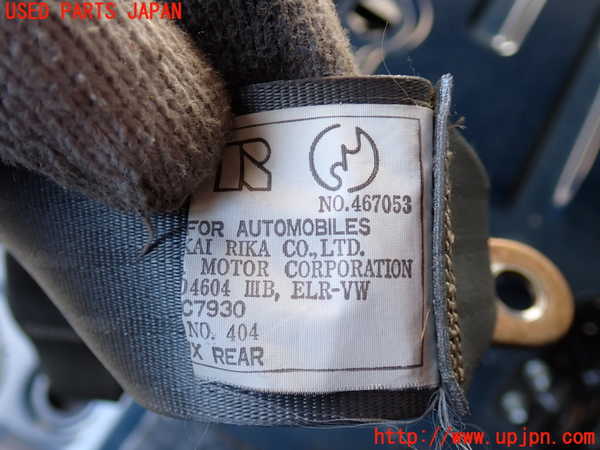 USED PARTS JAPAN
R
NO.467053
FOR AUTOMOBILES
KAI RIKA CO., LTD.
MOTOR CORPORATION
04604 ⅢB, ELR-VW
C7930
NO. 404
X REAR
http://www.upjpn.com/